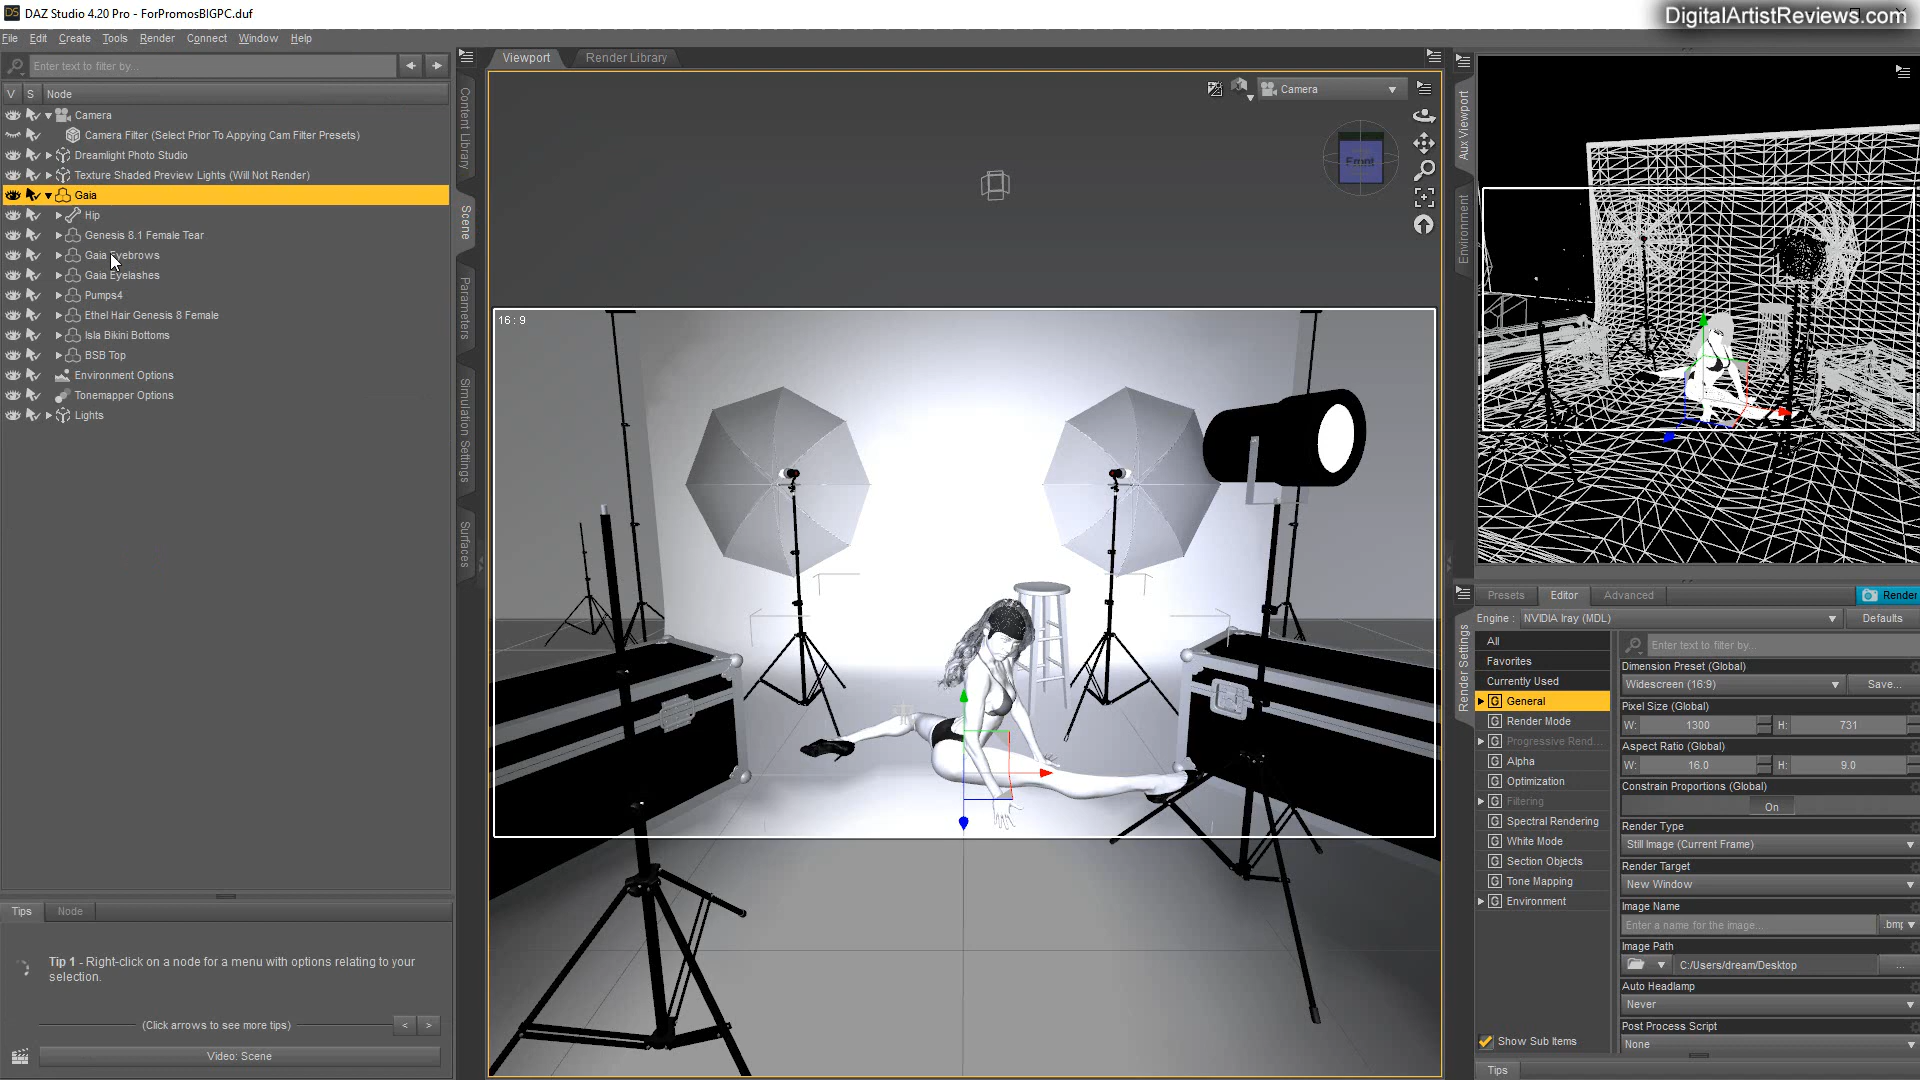 DAZ Studio 4.20 Pro - ForPromosBIGPC.duf
DigitalArtistReviews.com
File Edit Create Tools Render Connect Window Help
Enter text to filter by...
V S Node
Camera
Camera Filter (Select Prior To Applying Cam Filter Presets)
Dreamlight Photo Studio
Texture Shaded Preview Lights (Will Not Render)
Gaia
Hip
Genesis 8.1 Female Tear
Gaia Eyebrows
Gaia Eyelashes
Pumps4
Ethel Hair Genesis 8 Female
Isla Bikini Bottoms
BSB Top
Environment Options
Tonemapper Options
Lights
Tips Node
Tip 1 - Right-click on a node for a menu with options relating to your
selection.
(Click arrows to see more tips)
< >
Video: Scene
Content Library
Scene
Parameters
Simulation Settings
Surfaces
Viewport Render Library
Camera
Front
16 : 9
Aux Viewport
Environment
Render Settings
Presets Editor Advanced Render
Engine : NVIDIA Iray (MDL) Defaults
All
Favorites
Currently Used
G General
G Render Mode
G Progressive Rend...
G Alpha
G Optimization
G Filtering
G Spectral Rendering
G White Mode
G Section Objects
G Tone Mapping
G Environment
Show Sub Items
Enter text to filter by...
Dimension Preset (Global)
Widescreen (16:9) Save...
Pixel Size (Global)
W: 1300 H: 731
Aspect Ratio (Global)
W: 16.0 H: 9.0
Constrain Proportions (Global)
On
Render Type
Still Image (Current Frame)
Render Target
New Window
Image Name
Enter a name for the image... .bmp
Image Path
C:/Users/dream/Desktop ...
Auto Headlamp
Never
Post Process Script
None
Tips